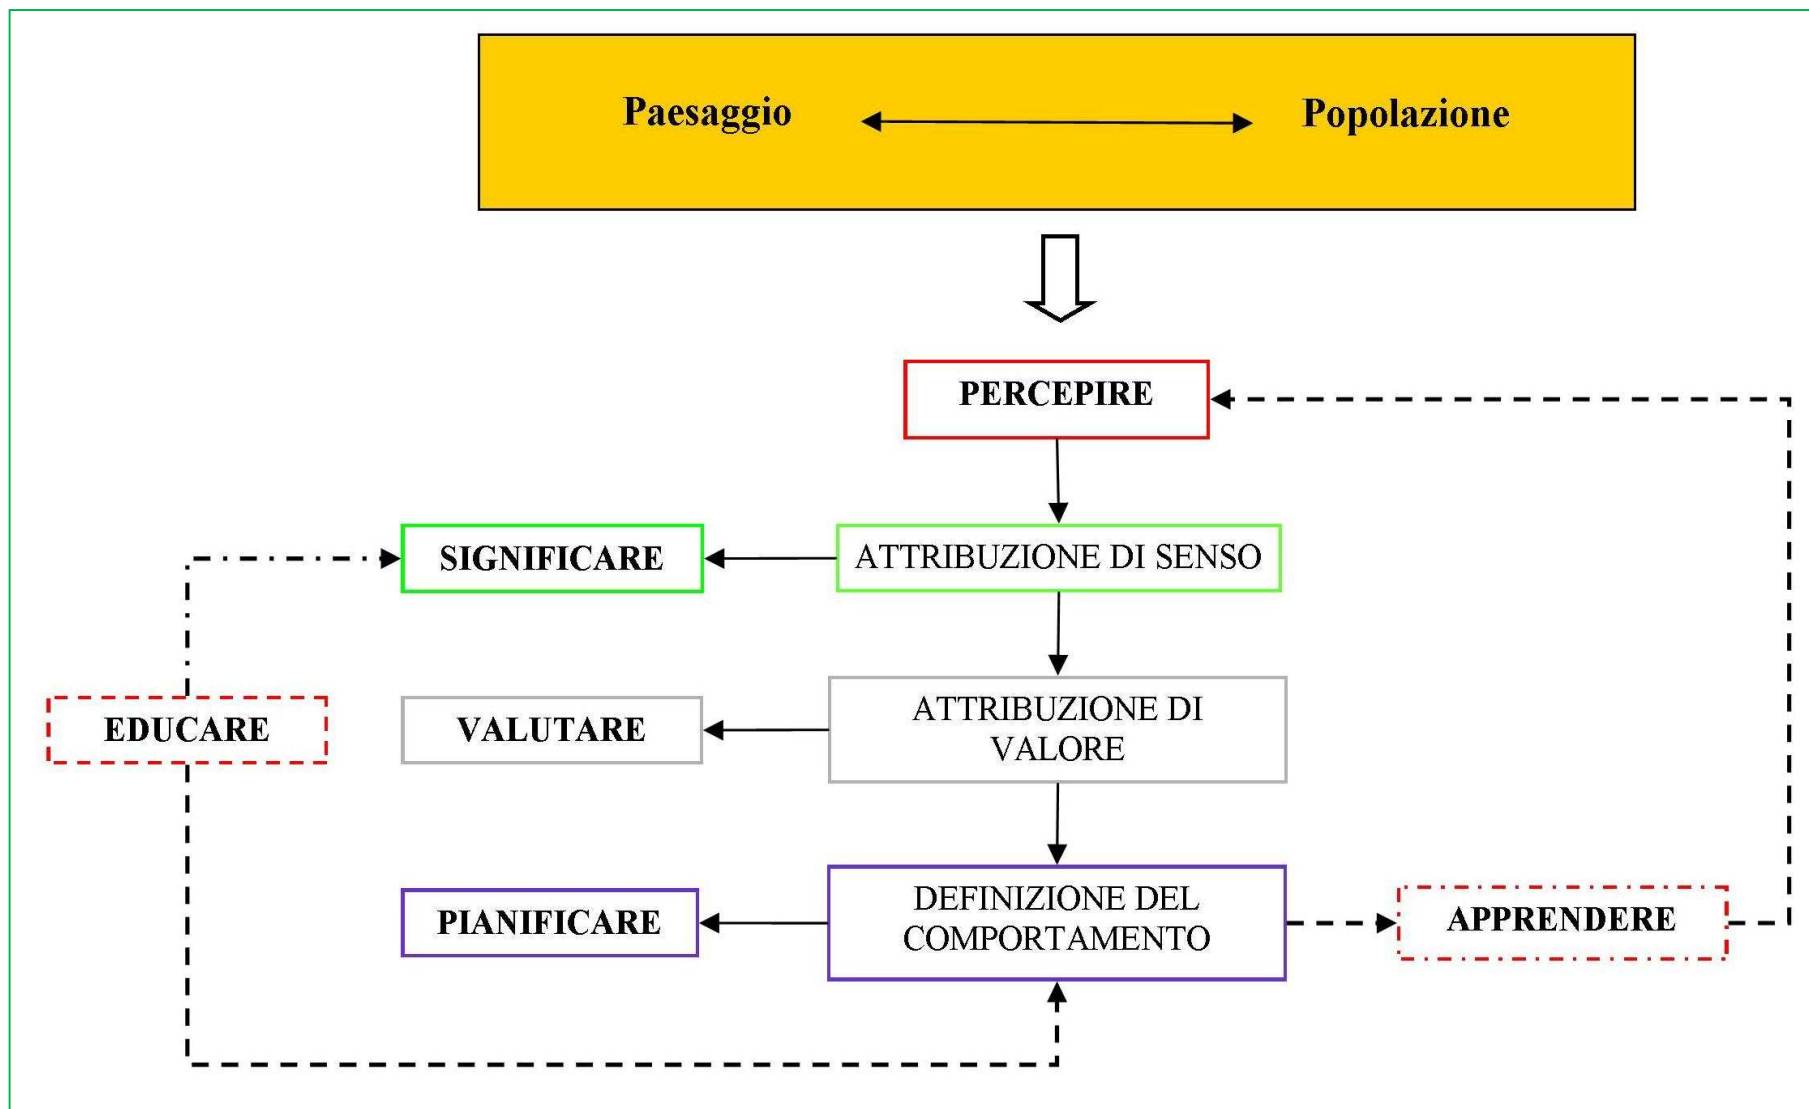 Paesaggio
Popolazione
PERCEPIRE
SIGNIFICARE
ATTRIBUZIONE DI SENSO
EDUCARE
VALUTARE
ATTRIBUZIONE DI
VALORE
PIANIFICARE
DEFINIZIONE DEL
COMPORTAMENTO
APPRENDERE